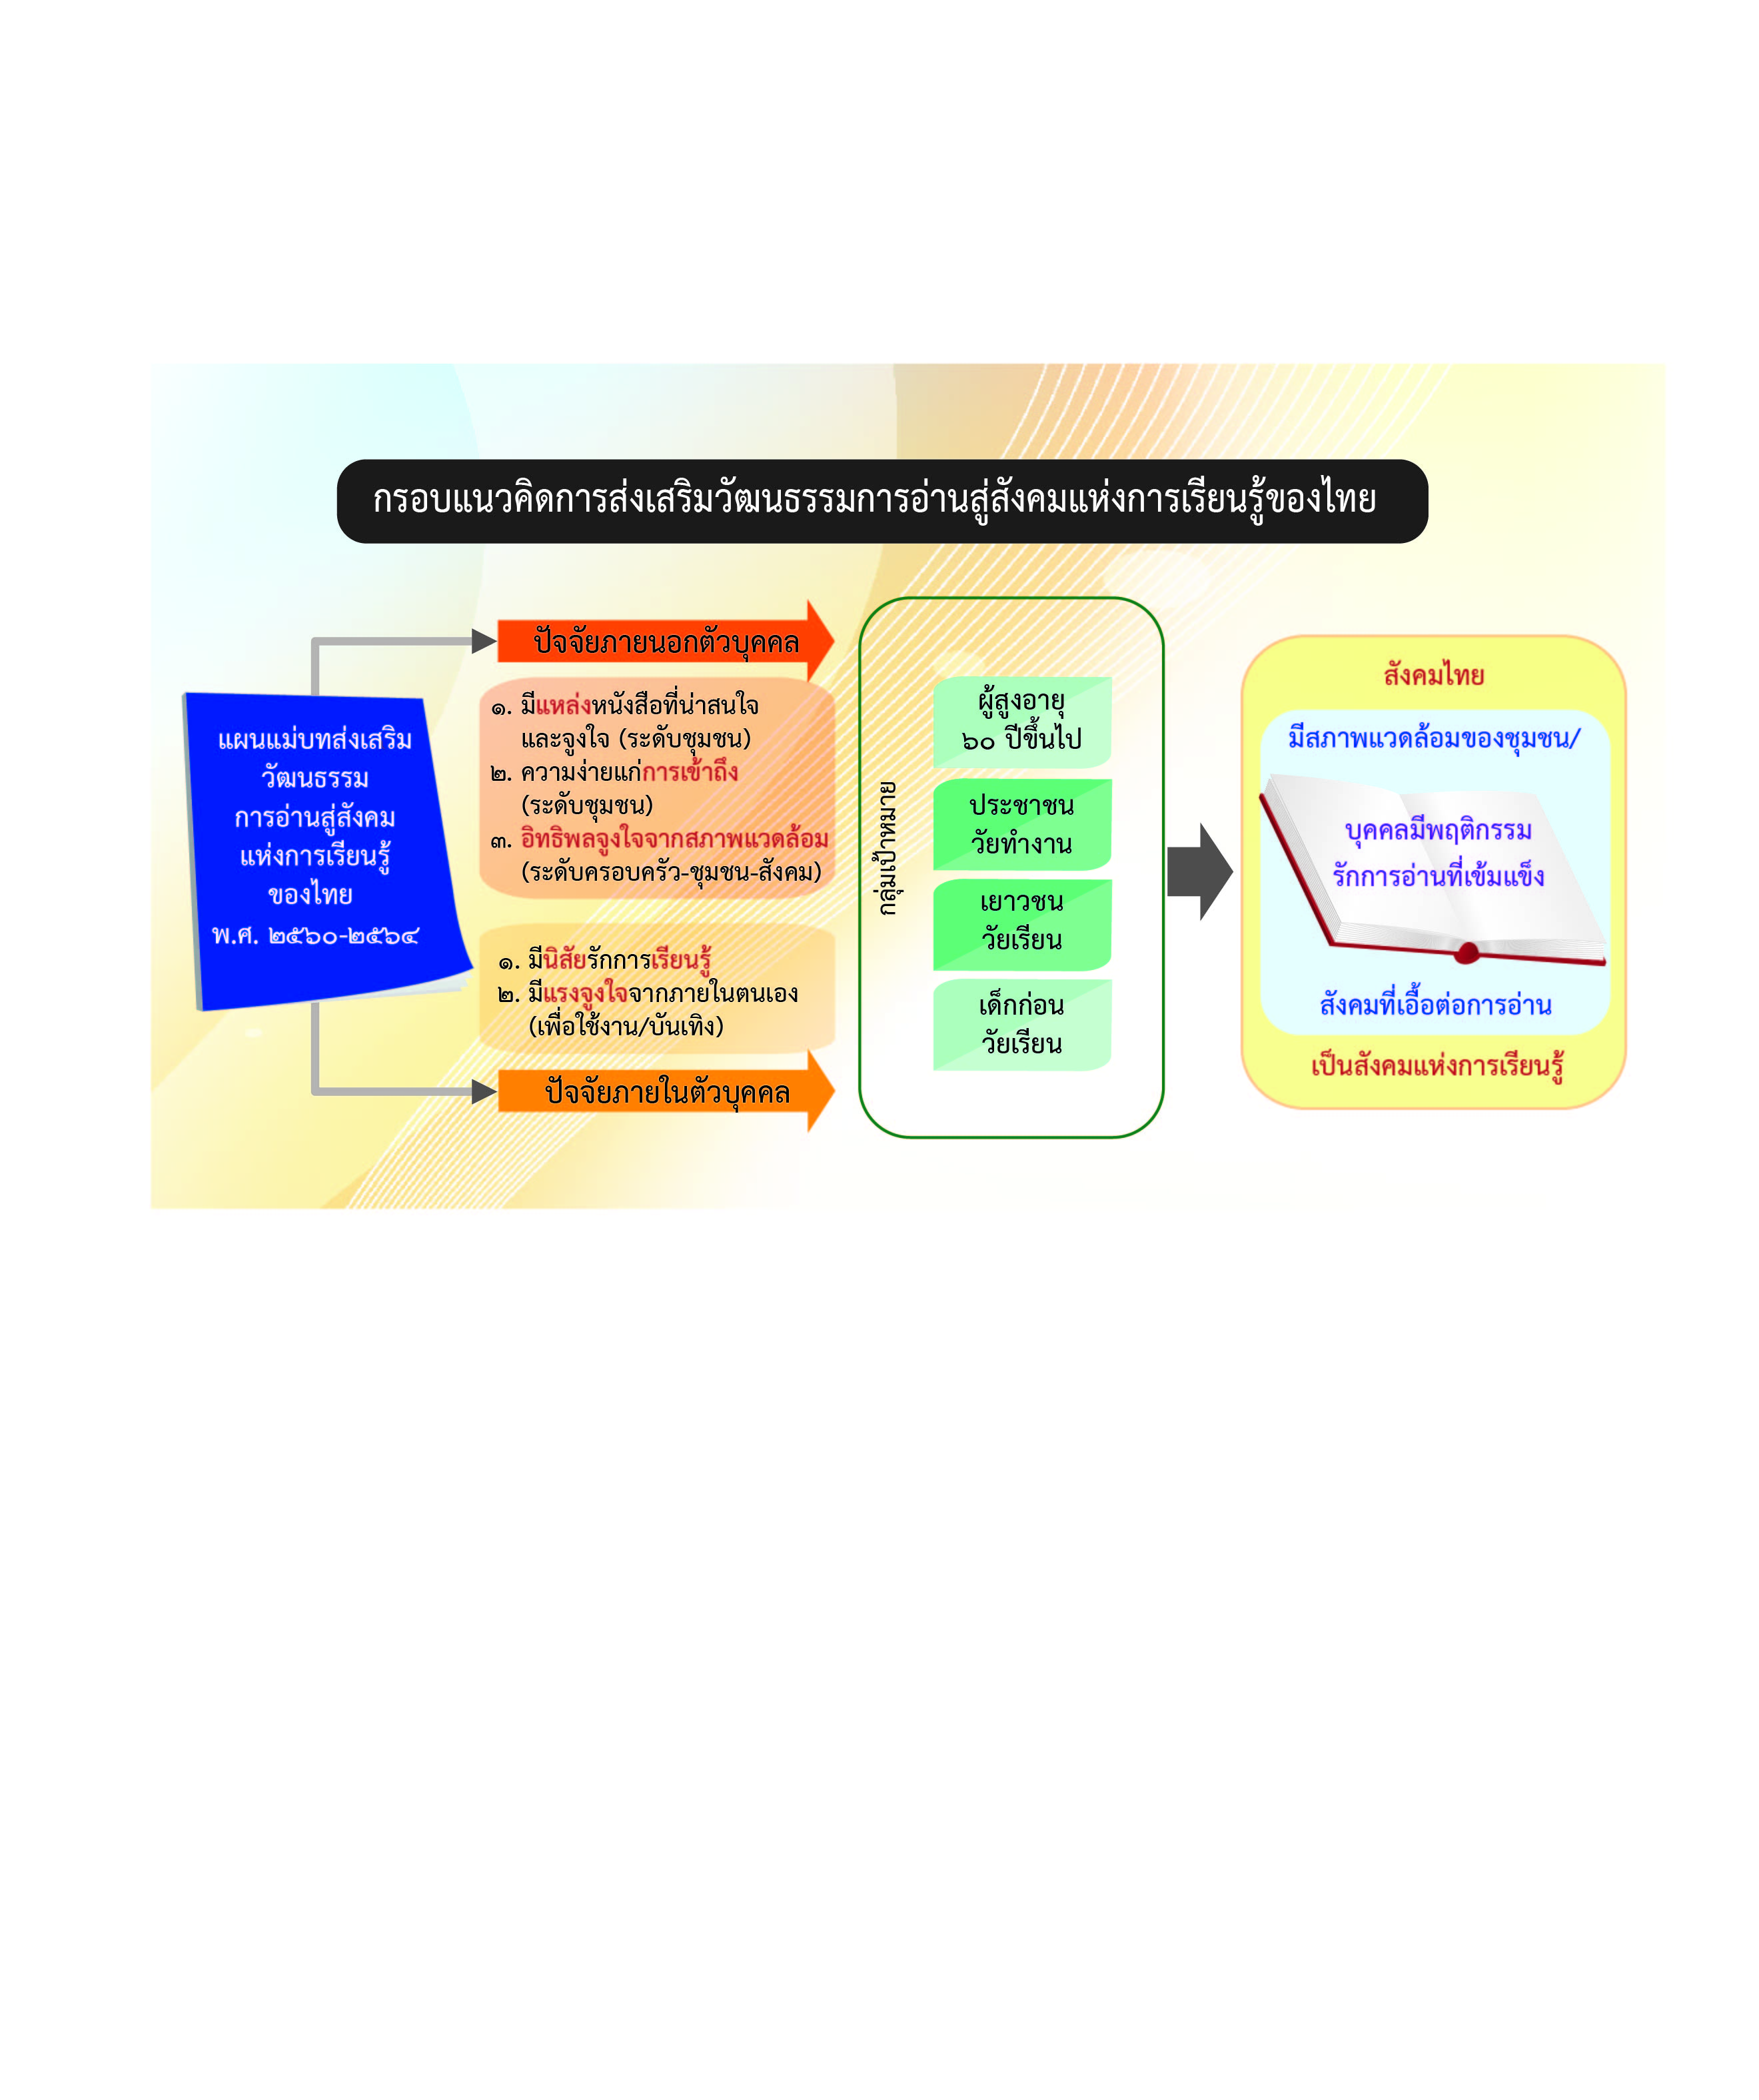 กรอบแนวคิดการส่งเสริมวัฒนธรรมการอ่านสู่สังคมแห่งการเรียนรู้ของไทย
แผนแม่บทส่งเสริม
วัฒนธรรม
การอ่านสู่สังคม
แห่งการเรียนรู้
ของไทย
พ.ศ. ๒๕๖๐-๒๕๖๔
ปัจจัยภายนอกตัวบุคคล
๑. มีแหล่งหนังสือที่น่าสนใจ
และจูงใจ (ระดับชุมชน)
๒. ความง่ายแก่การเข้าถึง
(ระดับชุมชน)
๓. อิทธิพลจูงใจจากสภาพแวดล้อม
(ระดับครอบครัว-ชุมชน-สังคม)
๑. มีนิสัยรักการเรียนรู้
๒. มีแรงจูงใจจากภายในตนเอง
(เพื่อใช้งาน/บันเทิง)
ปัจจัยภายในตัวบุคคล
กลุ่มเป้าหมาย
ผู้สูงอายุ
๖๐ ปีขึ้นไป
ประชาชน
วัยทำงาน
เยาวชน
วัยเรียน
เด็กก่อน
วัยเรียน
สังคมไทย
มีสภาพแวดล้อมของชุมชน/
บุคคลมีพฤติกรรม
รักการอ่านที่เข้มแข็ง
สังคมที่เอื้อต่อการอ่าน
เป็นสังคมแห่งการเรียนรู้